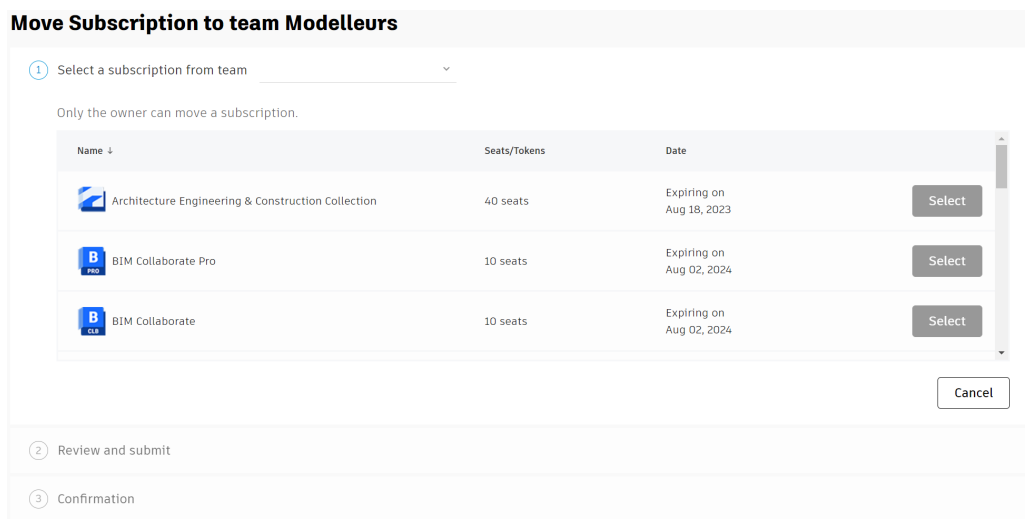 Move Subscription to team Modelleurs
1 Select a subscription from team
Only the owner can move a subscription.
Name ↓ Seats/Tokens Date
Architecture Engineering & Construction Collection 40 seats Expiring on
Aug 18, 2023 Select
B PRO BIM Collaborate Pro 10 seats Expiring on
Aug 02, 2024 Select
B CLB BIM Collaborate 10 seats Expiring on
Aug 02, 2024 Select
Cancel
2 Review and submit
3 Confirmation